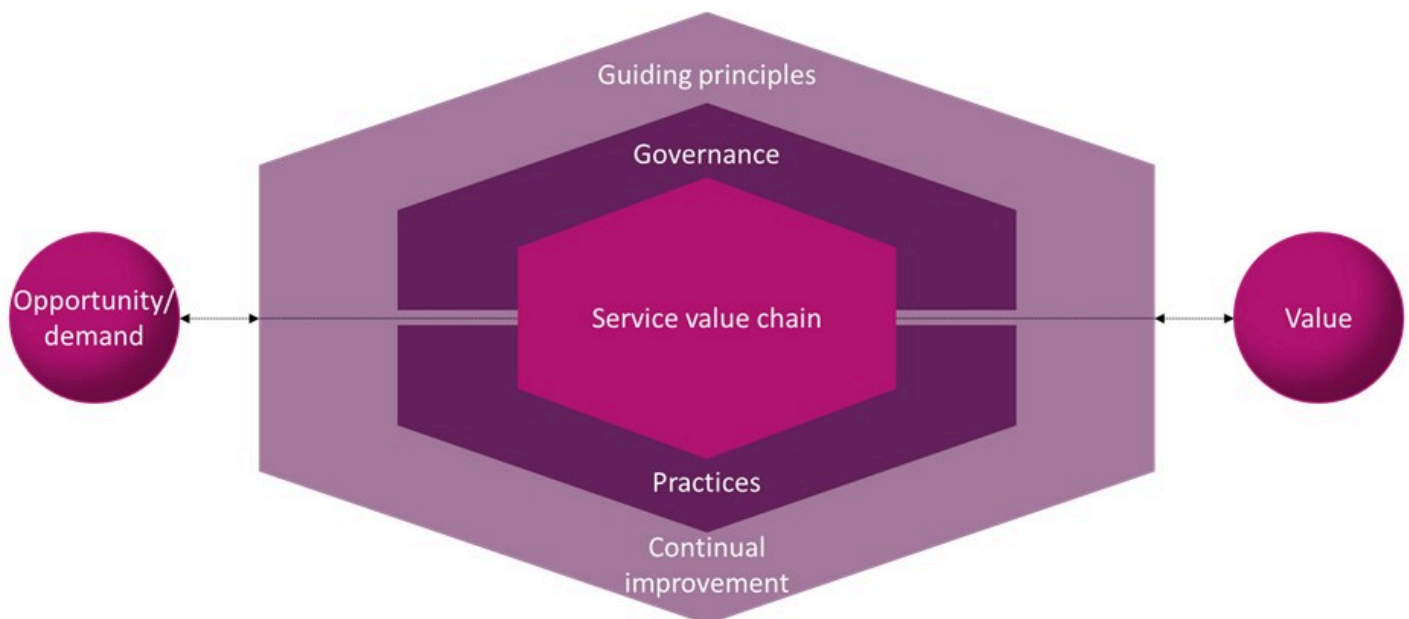 Guiding principles
Governance
Opportunity/
demand
Service value chain
Value
Practices
Continual
improvement